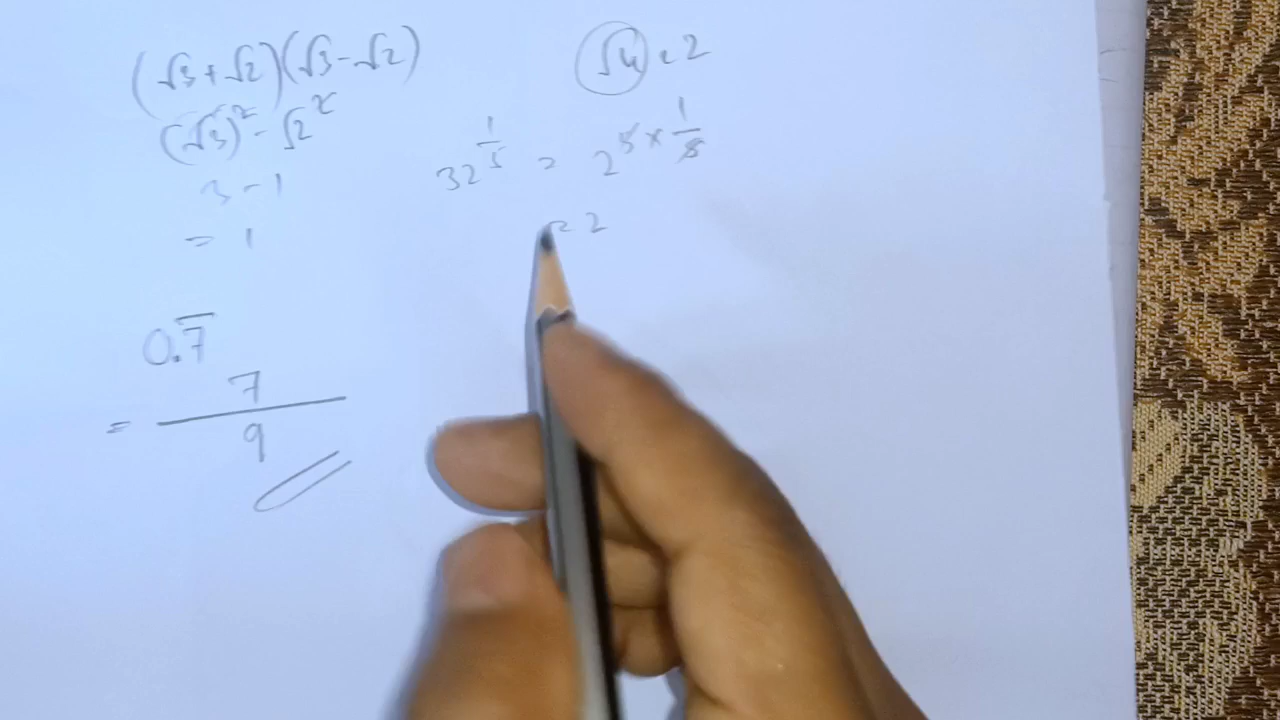 (√3+√2)(√3-√2)
(√3)² - √2²
3 - 1
= 1
0.7̅
= 7/9
√4 = 2
32^(1/5) = 2^(5×1/5)
= 2